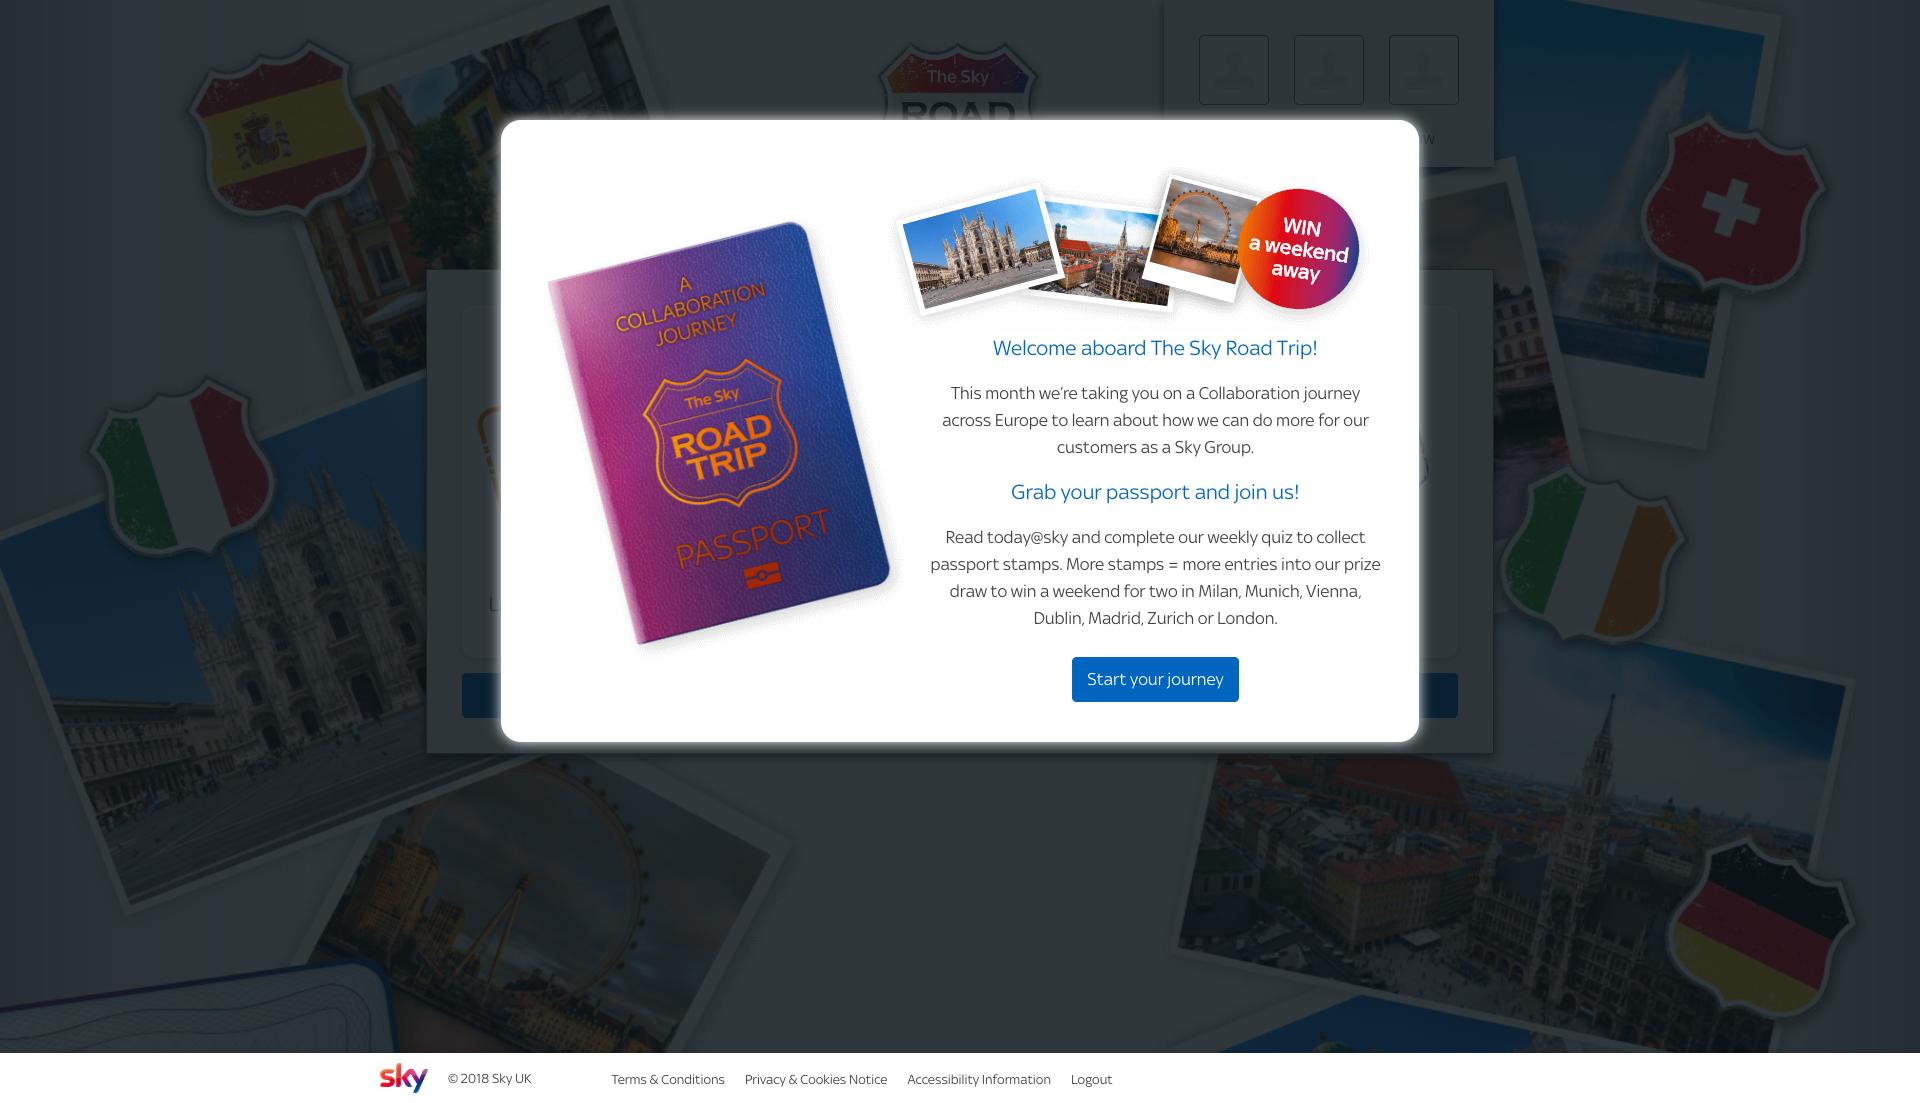 The Sky
ROAD
A
COLLABORATION
JOURNEY
The Sky
ROAD
TRIP
PASSPORT
WIN
a weekend
away
Welcome aboard The Sky Road Trip!
This month we're taking you on a Collaboration journey
across Europe to learn about how we can do more for our
customers as a Sky Group.
Grab your passport and join us!
Read today@sky and complete our weekly quiz to collect
passport stamps. More stamps = more entries into our prize
draw to win a weekend for two in Milan, Munich, Vienna,
Dublin, Madrid, Zurich or London.
Start your journey
sky
© 2018 Sky UK
Terms & Conditions
Privacy & Cookies Notice
Accessibility Information
Logout